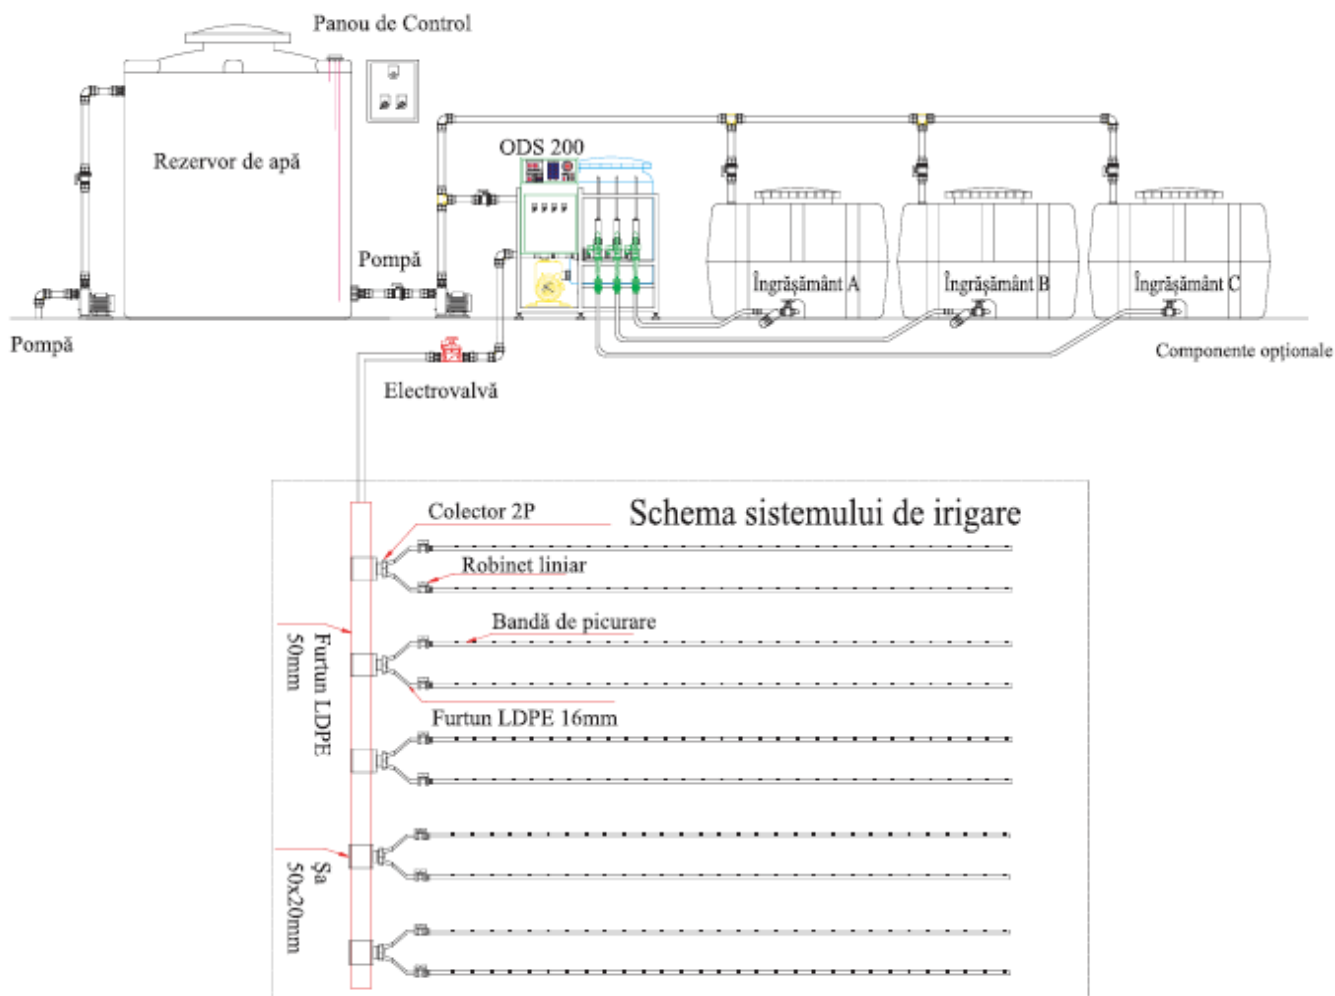 Panou de Control
ODS 200
Rezervor de apă
Pompă
Îngrășământ A
Îngrășământ B
Îngrășământ C
Pompă
Componente opționale
Electrovalvă
Schema sistemului de irigare
Colector 2P
Robinet liniar
Bandă de picurare
Furtun LDPE
50mm
Furtun LDPE 16mm
Șa
50x20mm